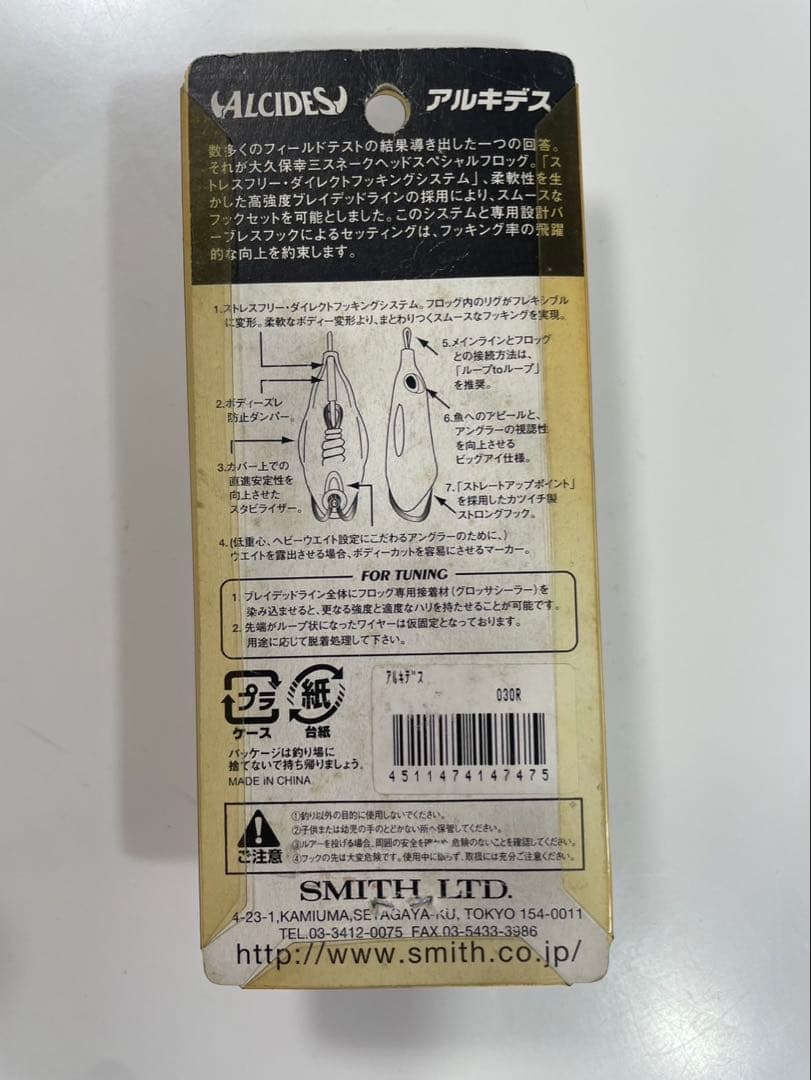 ALCIDES アルキデス
数多くのフィールドテストの結果導き出した一つの回答。
それが大久保幸三スネークヘッドスペシャルフロッグ。「ス
トレスフリー・ダイレクトフッキングシステム」、柔軟性を生
かした高強度ブレイデッドラインの採用により、スムースな
フックセットを可能としました。このシステムと専用設計バ
ーブレスフックによるセッティングは、フッキング率の飛躍
的な向上を約束します。
1.ストレスフリー・ダイレクトフッキングシステム。フロッグ内のリグがフレキシブル
に変形。柔軟なボディー変形より、まとわりつくスムースなフッキングを実現。
2.ボディーズレ
防止ダンパー。
3.カバー上での
直進安定性を
向上させた
スタビライザー。
5.メインラインとフロッグ
との接続方法は、
「ループtoループ」
を推奨。
6.魚へのアピールと、
アングラーの視認性
を向上させる
ビッグアイ仕様。
7.「ストレートアップポイント」
を採用したカツイチ製
ストロングフック。
4.(低重心、ヘビーウエイト設定にこだわるアングラーのために、)
ウエイトを露出させる場合、ボディーカットを容易にさせるマーカー。
FOR TUNING
1. ブレイデッドライン全体にフロッグ専用接着材(グロッサシーラー)を
染み込ませると、更なる強度と適度なハリを持たせることが可能です。
2. 先端がループ状になったワイヤーは仮固定となっております。
用途に応じて脱着処理して下さい。
プラ
ケース
紙
台紙
パッケージは釣り場に
捨てないで持ち帰りましょう。
MADE IN CHINA
ｱﾙｷﾃﾞｽ
030R
4511474147475
ご注意
①釣り以外の目的に使用しないでください。
②子供または幼児の手のとどかない所へ保管してください。
③ルアーを投げる場合、周囲の安全を 危険のないことを確認してください。
④フックの先は大変危険です。使用中に限らず、取扱には充分ご注意ください。
SMITH LTD.
4-23-1,KAMIUMA,SETAGAYA-KU, TOKYO 154-0011
TEL.03-3412-0075 FAX.03-5433-3986
http://www.smith.co.jp/